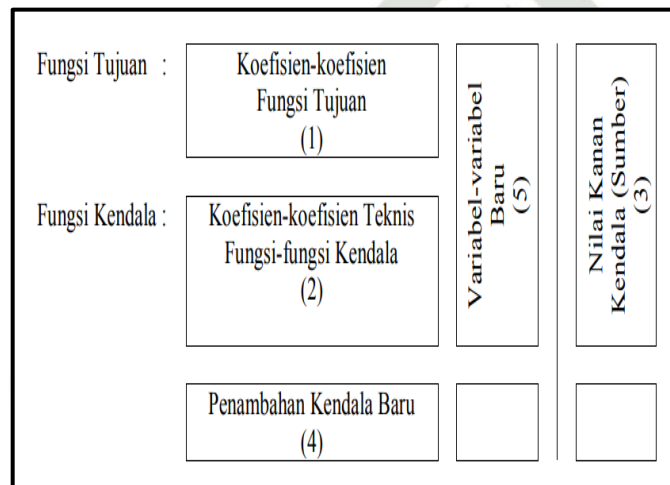 Fungsi Tujuan :
Koefisien-koefisien
Fungsi Tujuan
(1)
Fungsi Kendala :
Koefisien-koefisien Teknis
Fungsi-fungsi Kendala
(2)
Penambahan Kendala Baru
(4)
Variabel-variabel
Baru
(5)
Nilai Kanan
Kendala (Sumber)
(3)